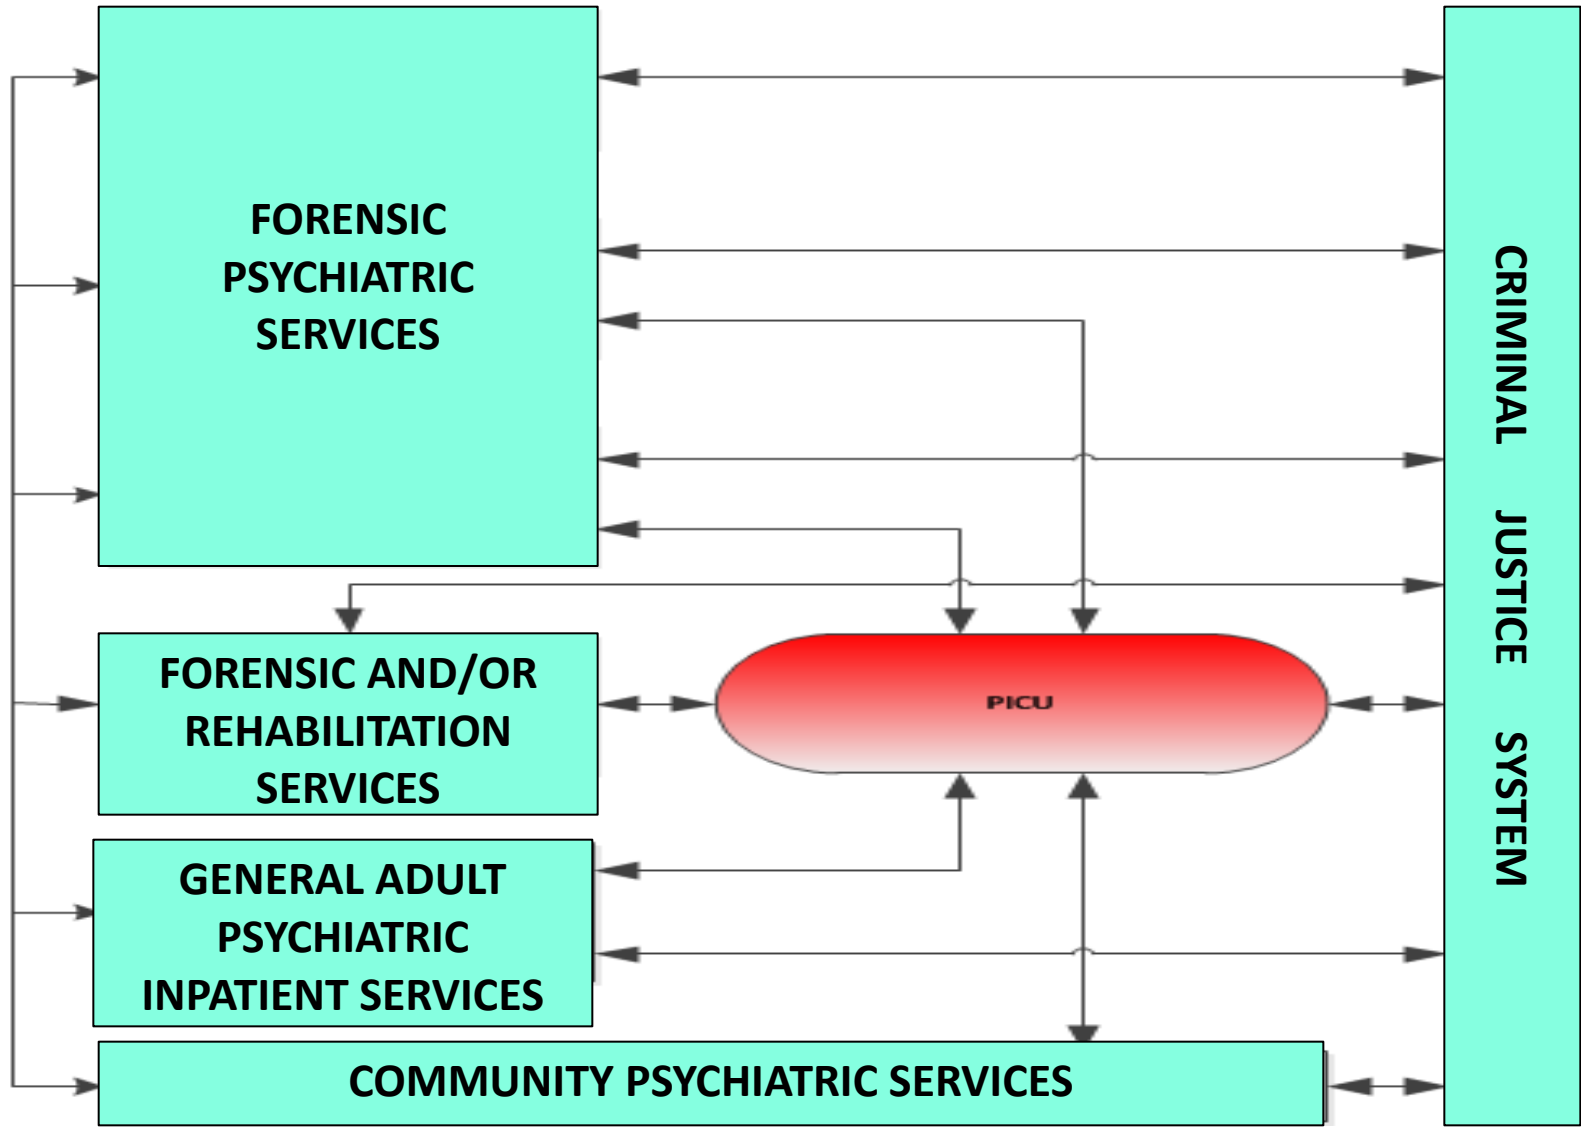 FORENSIC
PSYCHIATRIC
SERVICES
FORENSIC AND/OR
REHABILITATION
SERVICES
PICU
GENERAL ADULT
PSYCHIATRIC
INPATIENT SERVICES
COMMUNITY PSYCHIATRIC SERVICES
CRIMINAL JUSTICE SYSTEM